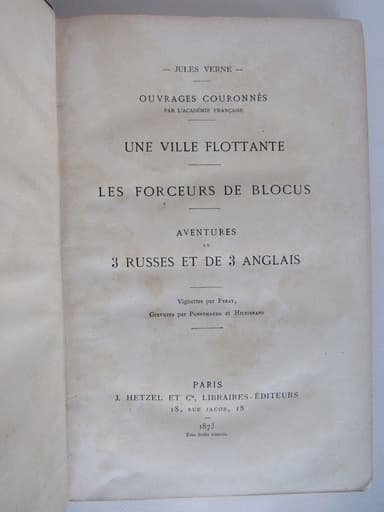 — JULES VERNE —
OUVRAGES COURONNÉS
PAR L'ACADÉMIE FRANÇAISE
UNE VILLE FLOTTANTE
LES FORCEURS DE BLOCUS
AVENTURES
DE
3 RUSSES ET DE 3 ANGLAIS
Vignettes par Férat,
Gravures par Pannemaker et Hildibrand
PARIS
J. HETZEL ET Cie, LIBRAIRES-ÉDITEURS
18, RUE JACOB, 18
1873
Tous droits réservés.